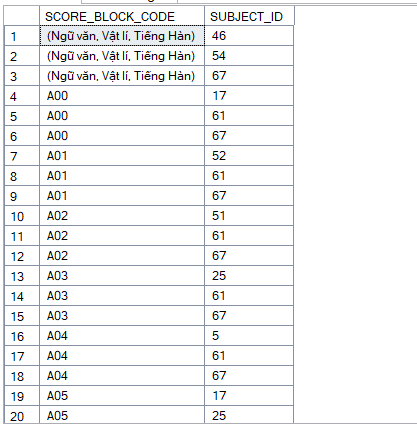 SCORE_BLOCK_CODE SUBJECT_ID
1 (Ngữ văn, Vật lí, Tiếng Hàn) 46
2 (Ngữ văn, Vật lí, Tiếng Hàn) 54
3 (Ngữ văn, Vật lí, Tiếng Hàn) 67
4 A00 17
5 A00 61
6 A00 67
7 A01 52
8 A01 61
9 A01 67
10 A02 51
11 A02 61
12 A02 67
13 A03 25
14 A03 61
15 A03 67
16 A04 5
17 A04 61
18 A04 67
19 A05 17
20 A05 25